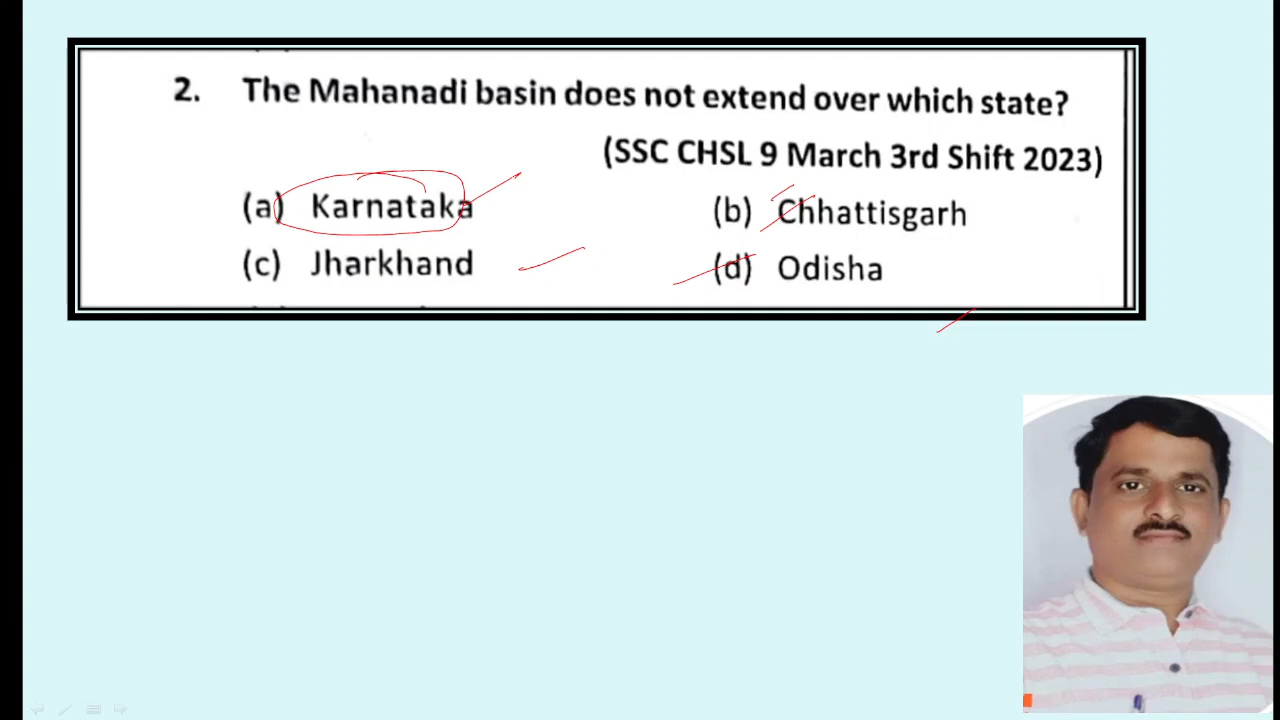 2. The Mahanadi basin does not extend over which state?
(SSC CHSL 9 March 3rd Shift 2023)
(a) Karnataka (b) Chhattisgarh
(c) Jharkhand (d) Odisha